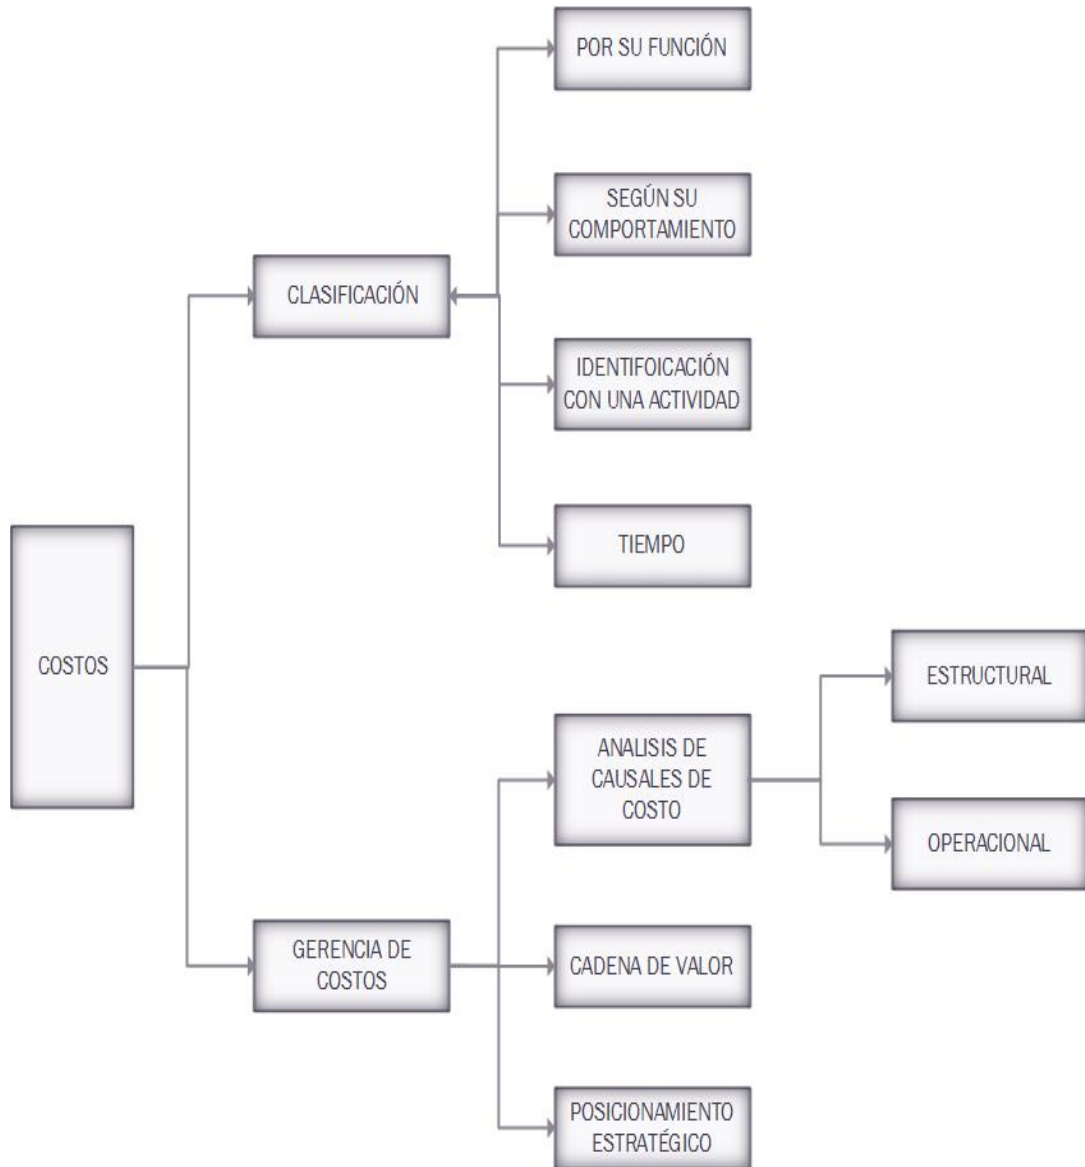 POR SU FUNCIÓN
SEGÚN SU
COMPORTAMIENTO
CLASIFICACIÓN
IDENTIFOICACIÓN
CON UNA ACTIVIDAD
TIEMPO
COSTOS
ESTRUCTURAL
ANALISIS DE
CAUSALES DE
COSTO
OPERACIONAL
GERENCIA DE
COSTOS
CADENA DE VALOR
POSICIONAMIENTO
ESTRATÉGICO